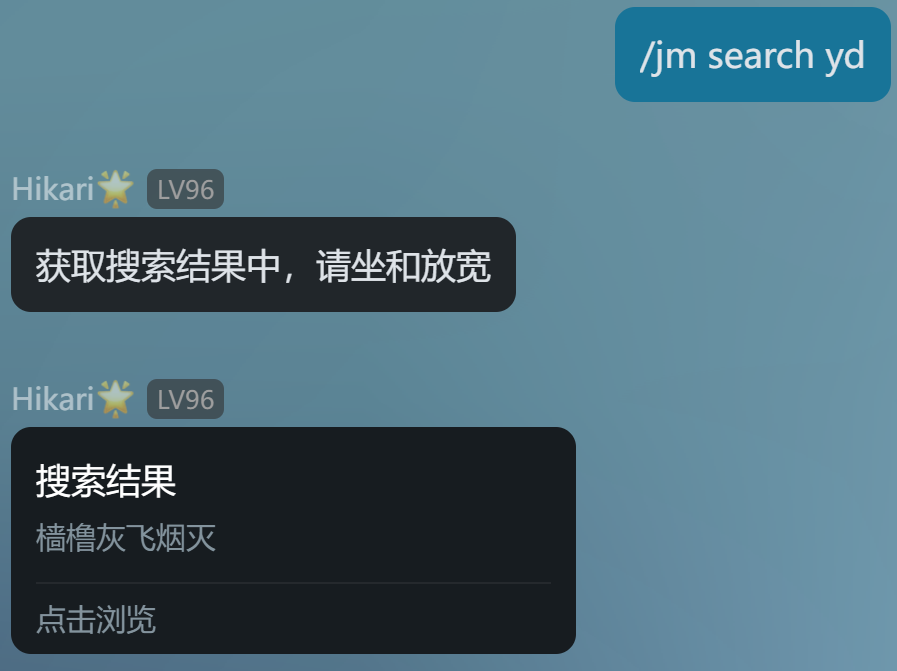 /jm search yd
Hikari🌟 LV96
获取搜索结果中，请坐和放宽
Hikari🌟 LV96
搜索结果
樯橹灰飞烟灭
点击浏览